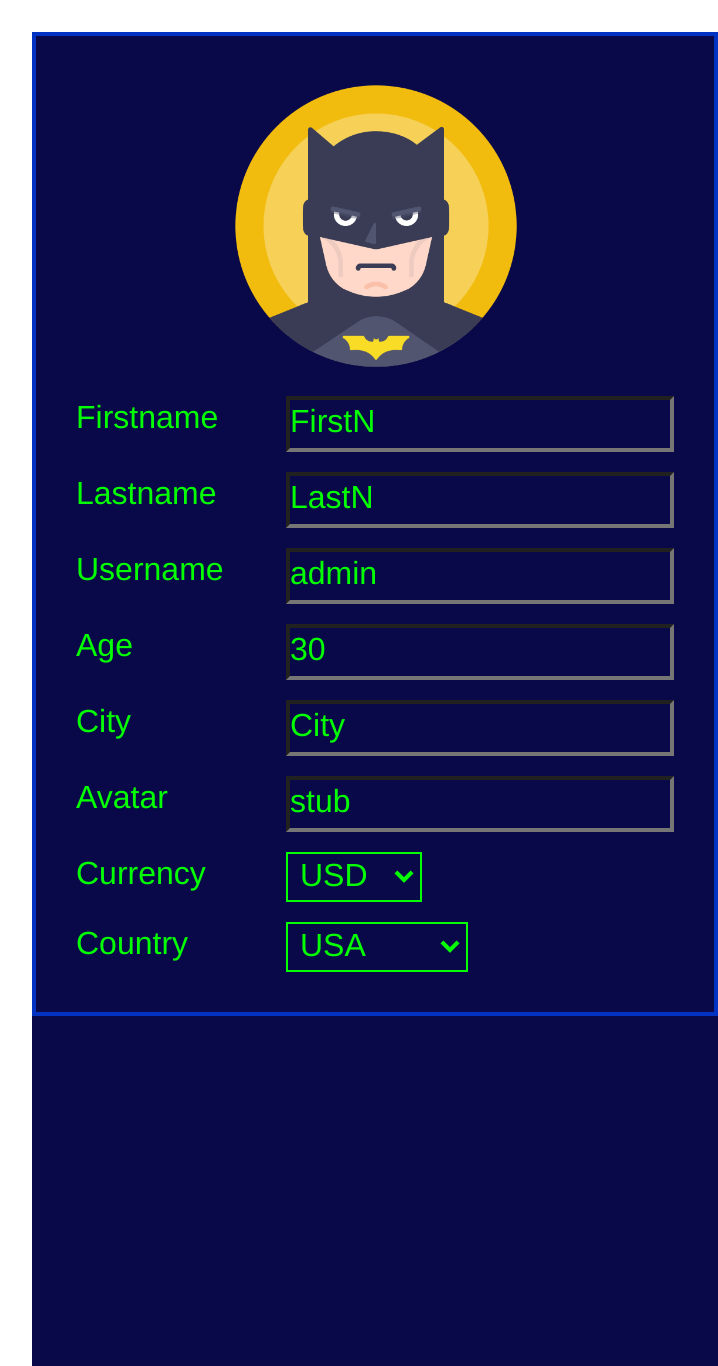 Firstname FirstN
Lastname LastN
Username admin
Age 30
City City
Avatar stub
Currency USD
Country USA